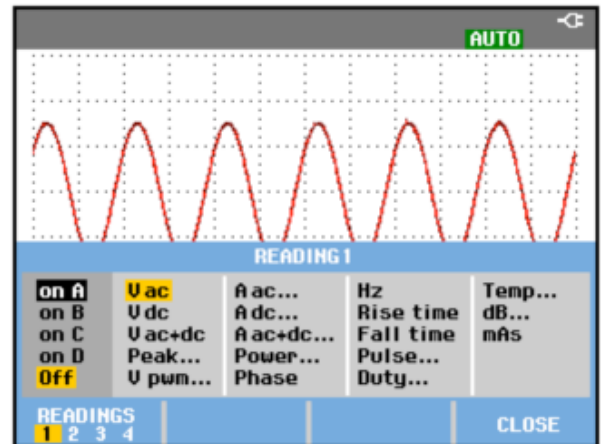 AUTO
READING 1
on A V ac A ac... Hz Temp...
on B V dc A dc... Rise time dB...
on C V ac+dc A ac+dc... Fall time mAs
on D Peak... Power... Pulse...
Off V pwm... Phase Duty...
READINGS
1 2 3 4 CLOSE